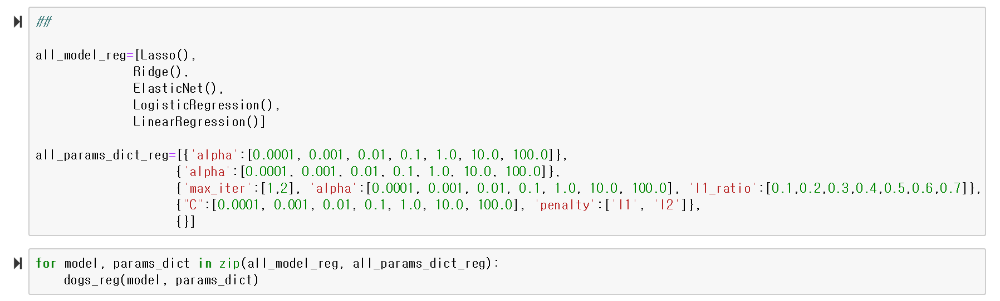 ##
all_model_reg=[Lasso(),
Ridge(),
ElasticNet(),
LogisticRegression(),
LinearRegression()]
all_params_dict_reg=[{'alpha':[0.0001, 0.001, 0.01, 0.1, 1.0, 10.0, 100.0]},
{'alpha':[0.0001, 0.001, 0.01, 0.1, 1.0, 10.0, 100.0]},
{'max_iter':[1,2], 'alpha':[0.0001, 0.001, 0.01, 0.1, 1.0, 10.0, 100.0], 'l1_ratio':[0.1,0.2,0.3,0.4,0.5,0.6,0.7]},
{"C":[0.0001, 0.001, 0.01, 0.1, 1.0, 10.0, 100.0], 'penalty':['l1', 'l2']},
{}]
for model, params_dict in zip(all_model_reg, all_params_dict_reg):
dogs_reg(model, params_dict)